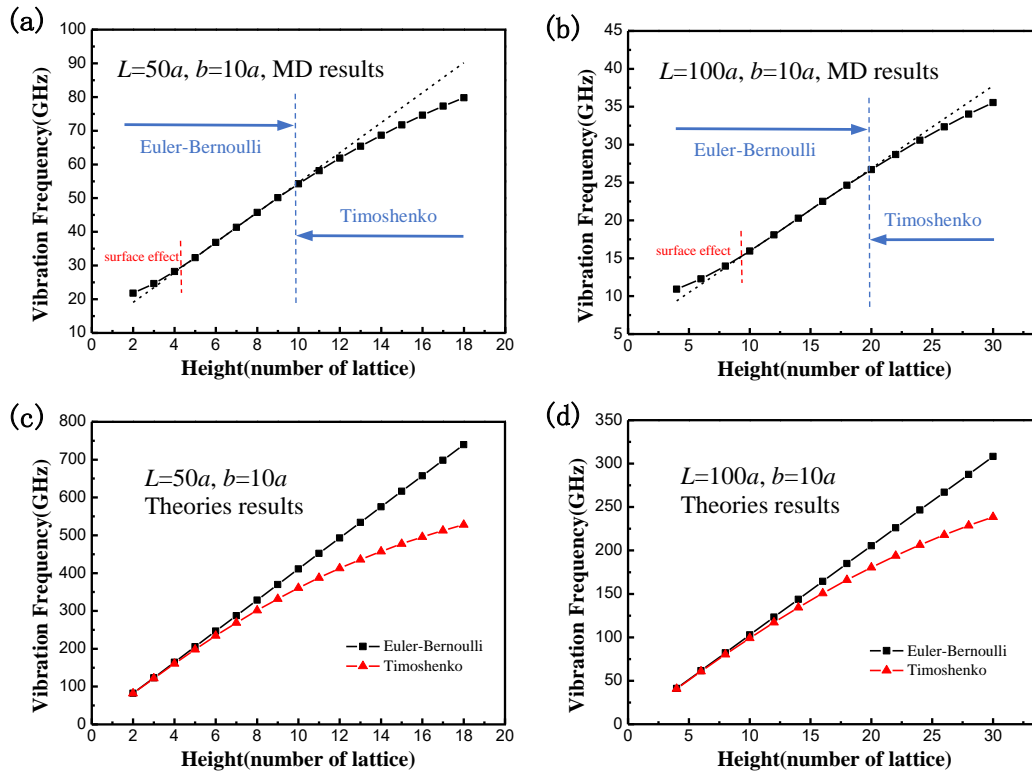 (a)
L=50a, b=10a, MD results
Euler-Bernoulli
Timoshenko
surface effect
Vibration Frequency(GHz)
100
90
80
70
60
50
40
30
20
10
0 2 4 6 8 10 12 14 16 18 20
Height(number of lattice)
(b)
L=100a, b=10a, MD results
Euler-Bernoulli
Timoshenko
surface effect
Vibration Frequency(GHz)
45
40
35
30
25
20
15
10
5
0 5 10 15 20 25 30
Height(number of lattice)
(c)
L=50a, b=10a
Theories results
Euler-Bernoulli
Timoshenko
Vibration Frequency(GHz)
800
700
600
500
400
300
200
100
0
0 2 4 6 8 10 12 14 16 18 20
Height(number of lattice)
(d)
L=100a, b=10a
Theories results
Euler-Bernoulli
Timoshenko
Vibration Frequency(GHz)
350
300
250
200
150
100
50
0
0 5 10 15 20 25 30
Height(number of lattice)